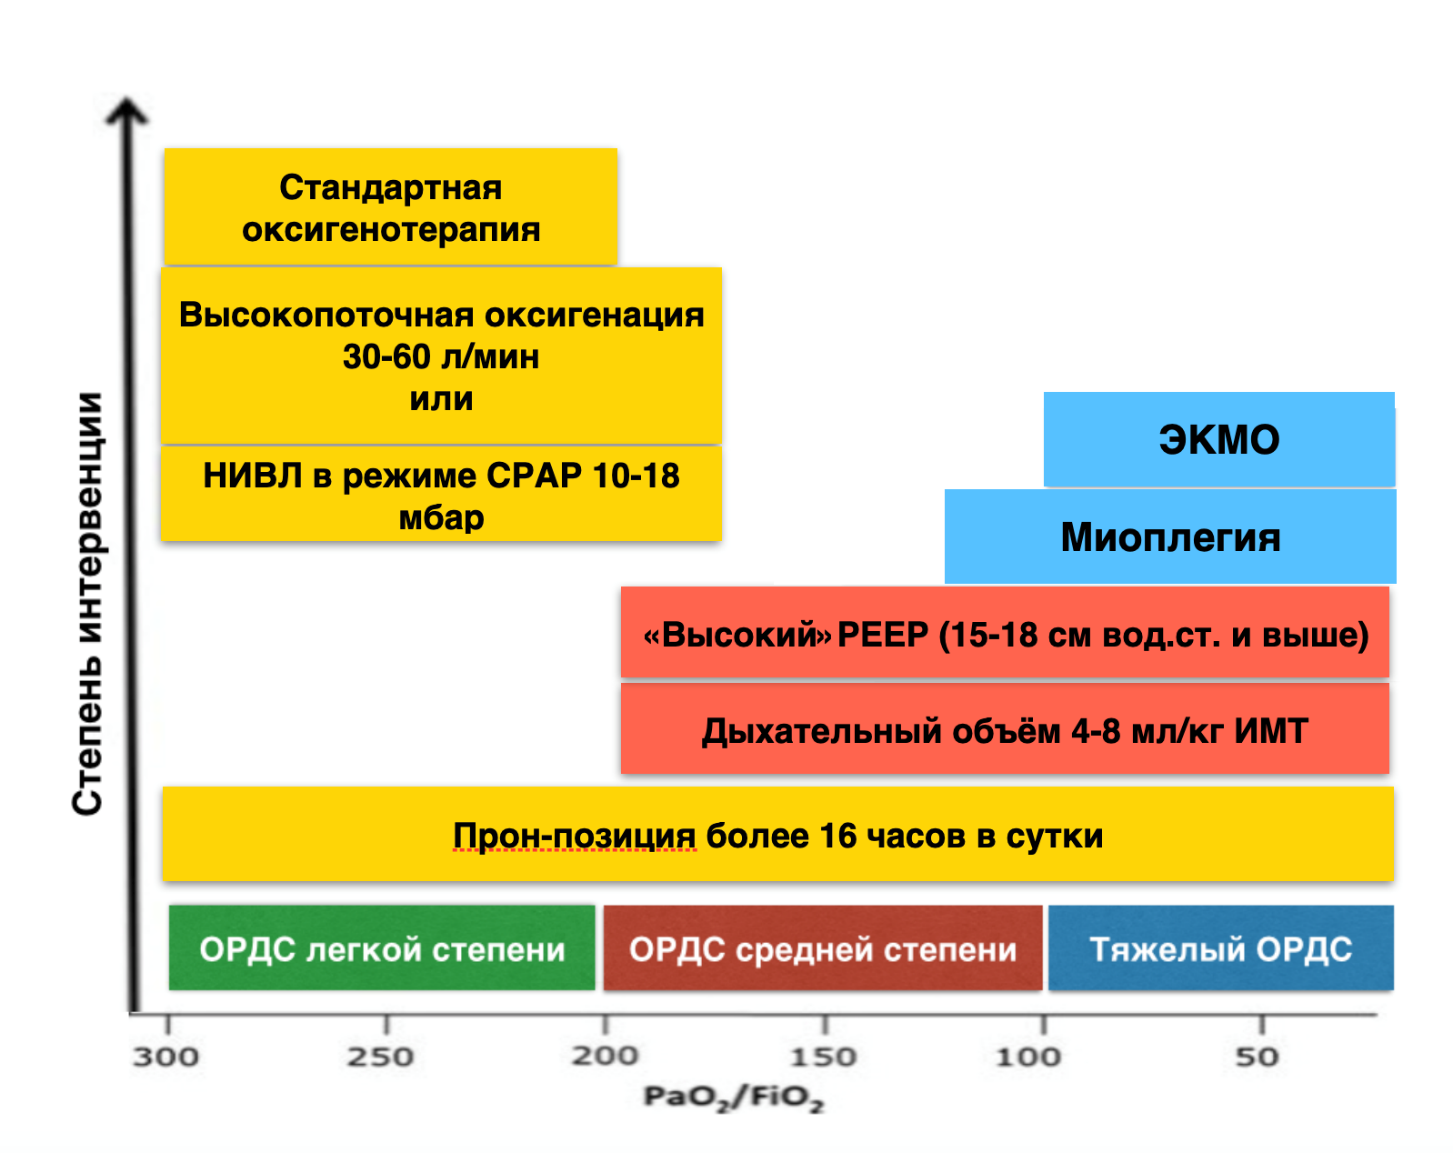 Стандартная
оксигенотерапия
Высокопоточная оксигенация
30-60 л/мин
или
НИВЛ в режиме CPAP 10-18
мбар
ЭКМО
Миоплегия
«Высокий» PEEP (15-18 см вод.ст. и выше)
Дыхательный объём 4-8 мл/кг ИМТ
Прон-позиция более 16 часов в сутки
ОРДС легкой степени
ОРДС средней степени
Тяжелый ОРДС
Степень интервенции
300 250 200 150 100 50
PaO₂/FiO₂